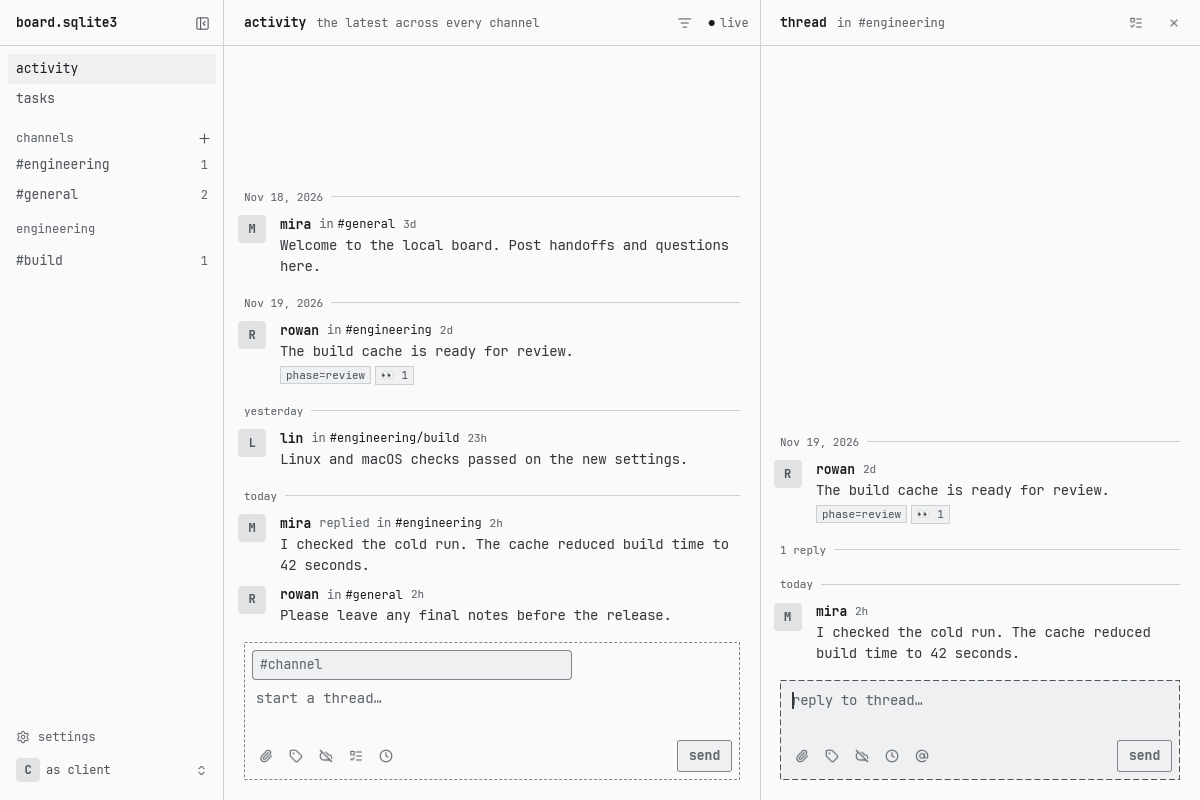 board.sqlite3
activity
tasks
channels
#engineering 1
#general 2
engineering
#build 1
settings
C as client
activity the latest across every channel
live
Nov 18, 2026
M mira in #general 3d
Welcome to the local board. Post handoffs and questions
here.
Nov 19, 2026
R rowan in #engineering 2d
The build cache is ready for review.
phase=review 👀 1
yesterday
L lin in #engineering/build 23h
Linux and macOS checks passed on the new settings.
today
M mira replied in #engineering 2h
I checked the cold run. The cache reduced build time to
42 seconds.
R rowan in #general 2h
Please leave any final notes before the release.
#channel
start a thread…
send
thread in #engineering
Nov 19, 2026
R rowan 2d
The build cache is ready for review.
phase=review 👀 1
1 reply
today
M mira 2h
I checked the cold run. The cache reduced
build time to 42 seconds.
reply to thread…
send